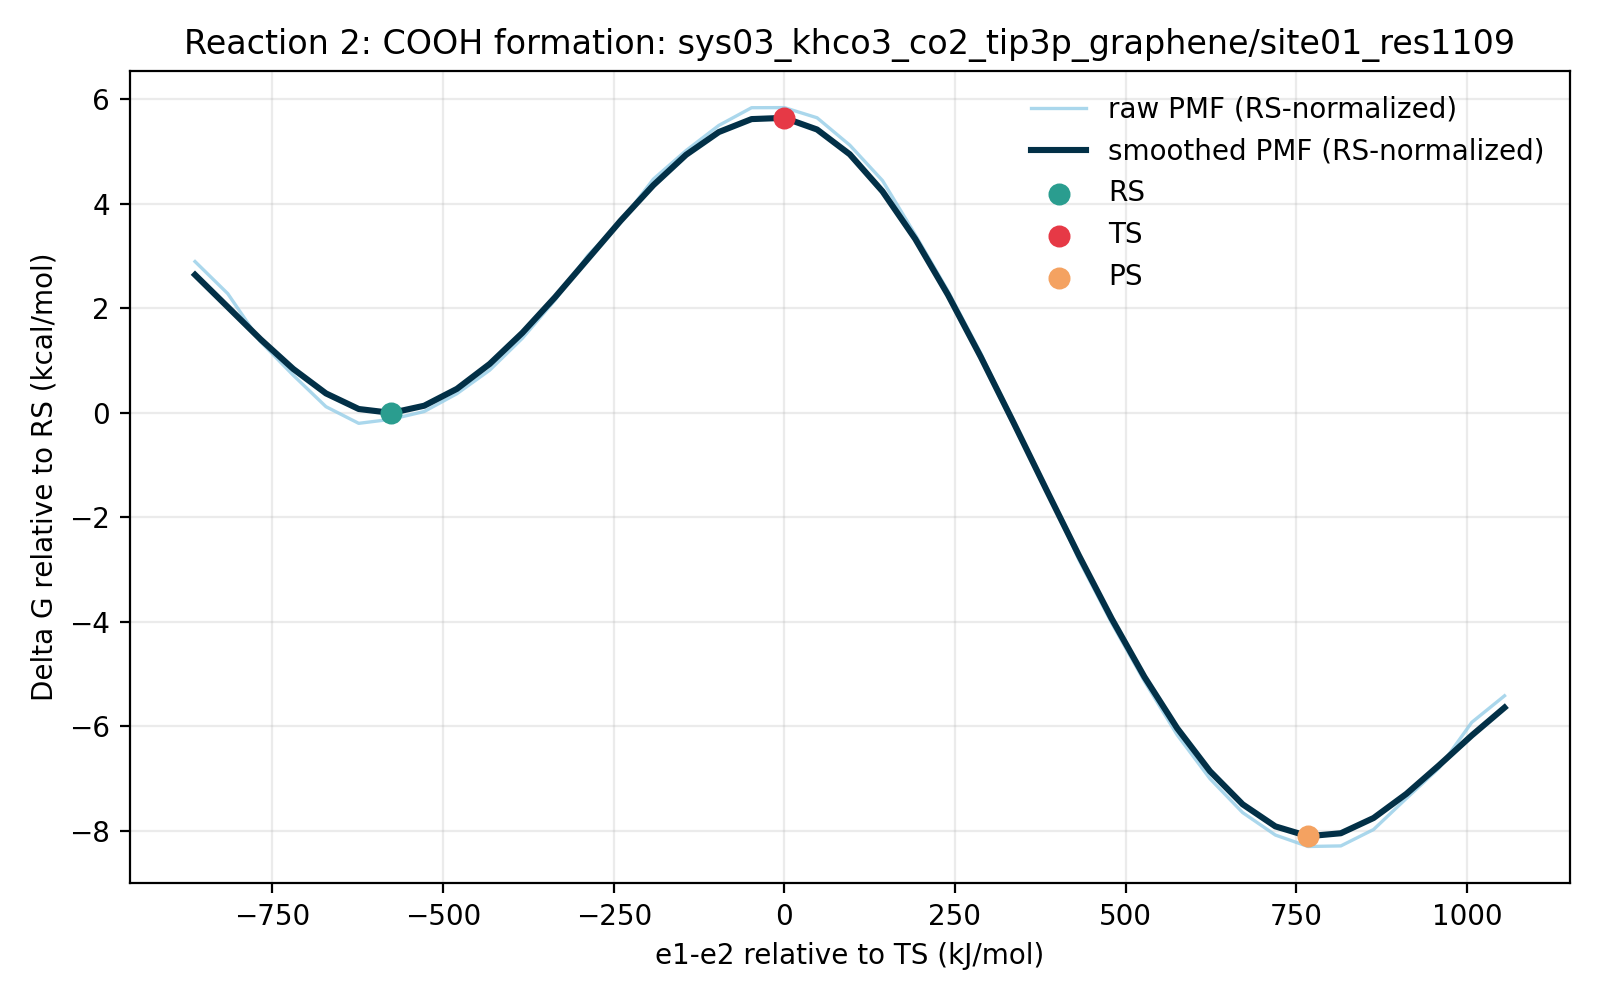 Reaction 2: COOH formation: sys03_khco3_co2_tip3p_graphene/site01_res1109
raw PMF (RS-normalized)
smoothed PMF (RS-normalized)
RS
TS
PS
Delta G relative to RS (kcal/mol)
6
4
2
0
−2
−4
−6
−8
−750
−500
−250
0
250
500
750
1000
e1-e2 relative to TS (kJ/mol)